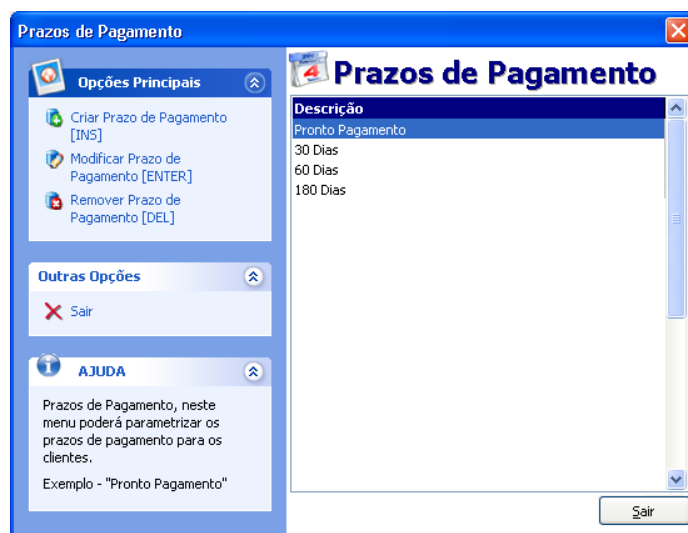 Prazos de Pagamento
Opções Principais
Criar Prazo de Pagamento
[INS]
Modificar Prazo de
Pagamento [ENTER]
Remover Prazo de
Pagamento [DEL]
Outras Opções
Sair
AJUDA
Prazos de Pagamento, neste
menu poderá parametrizar os
prazos de pagamento para os
clientes.
Exemplo - "Pronto Pagamento"
4
Prazos de Pagamento
Descrição
Pronto Pagamento
30 Dias
60 Dias
180 Dias
Sair